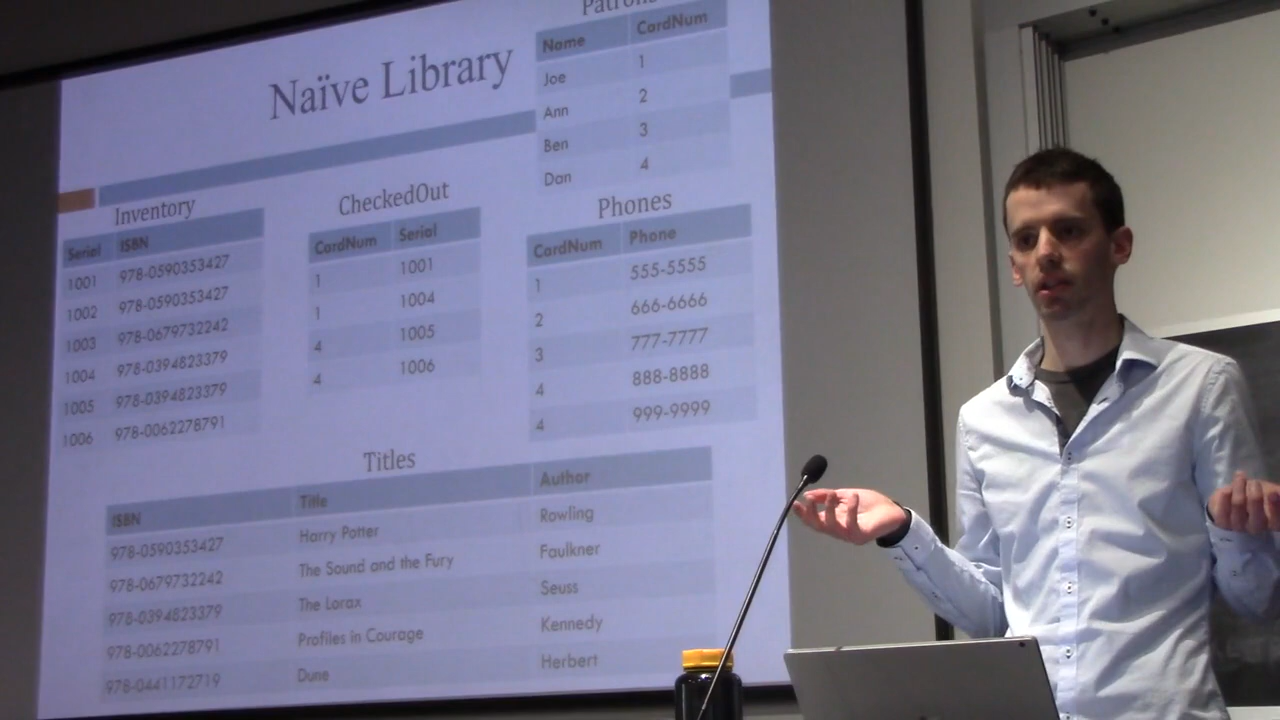 Patrons
Name CardNum
Joe 1
Ann 2
Ben 3
Dan 4
Naïve Library
Inventory
Serial ISBN
1001 978-0590353427
1002 978-0590353427
1003 978-0679732242
1004 978-0394823379
1005 978-0394823379
1006 978-0062278791
CheckedOut
CardNum Serial
1 1001
1 1004
4 1005
4 1006
Phones
CardNum Phone
1 555-5555
2 666-6666
3 777-7777
4 888-8888
4 999-9999
Titles
ISBN Title Author
978-0590353427 Harry Potter Rowling
978-0679732242 The Sound and the Fury Faulkner
978-0394823379 The Lorax Seuss
978-0062278791 Profiles in Courage Kennedy
978-0441172719 Dune Herbert